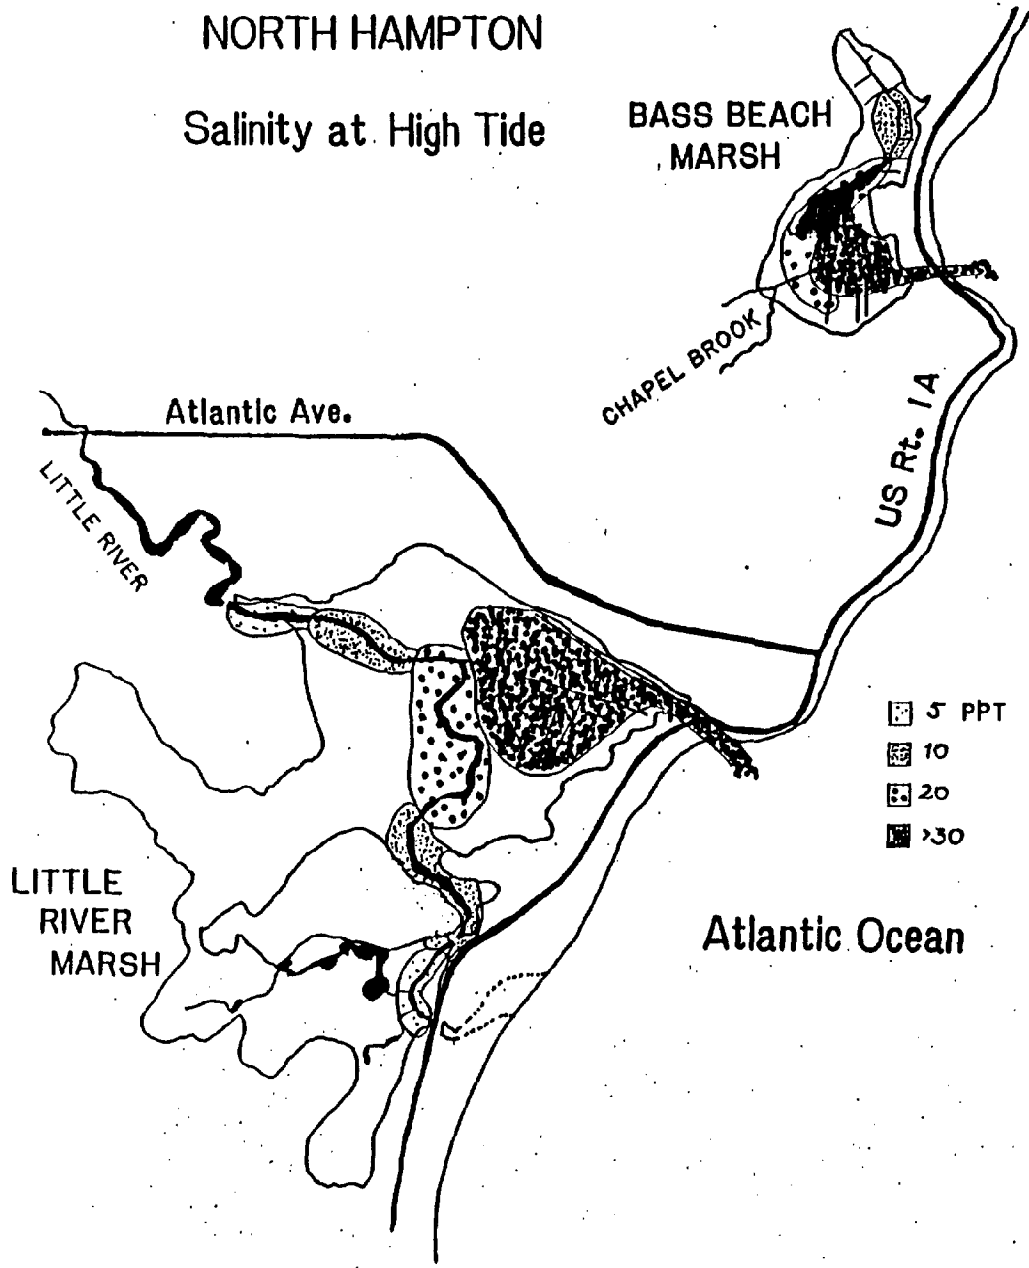 NORTH HAMPTON
Salinity at High Tide
BASS BEACH
MARSH
CHAPEL BROOK
Atlantic Ave.
US Rt. 1A
LITTLE RIVER
5 PPT
10
20
>30
LITTLE
RIVER
MARSH
Atlantic Ocean